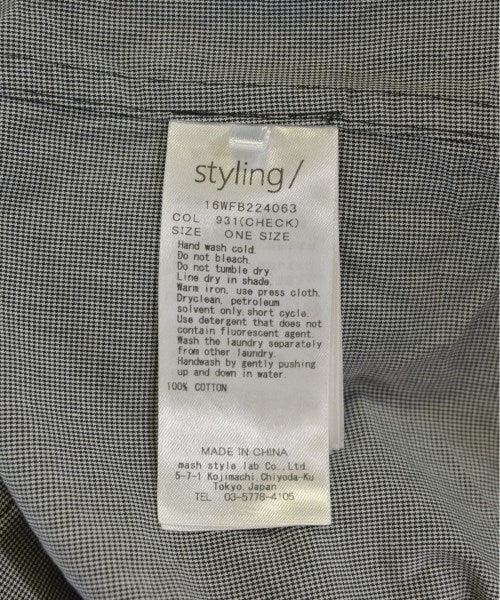 styling/
16WFB224063
COL 931(CHECK)
SIZE ONE SIZE
Hand wash cold.
Do not bleach.
Do not tumble dry.
Line dry in shade.
Warm iron, use press cloth.
Dryclean, petroleum
solvent only,short cycle.
Use detergent that does not
contain fluorescent agent.
Wash the laundry separately
from other laundry.
Handwash by gently pushing
up and down in water.
100% COTTON
MADE IN CHINA
mash style lab Co.,Ltd.
5-7-1 Kojimachi Chiyoda-Ku
Tokyo,Japan
TEL 03-5778-4105